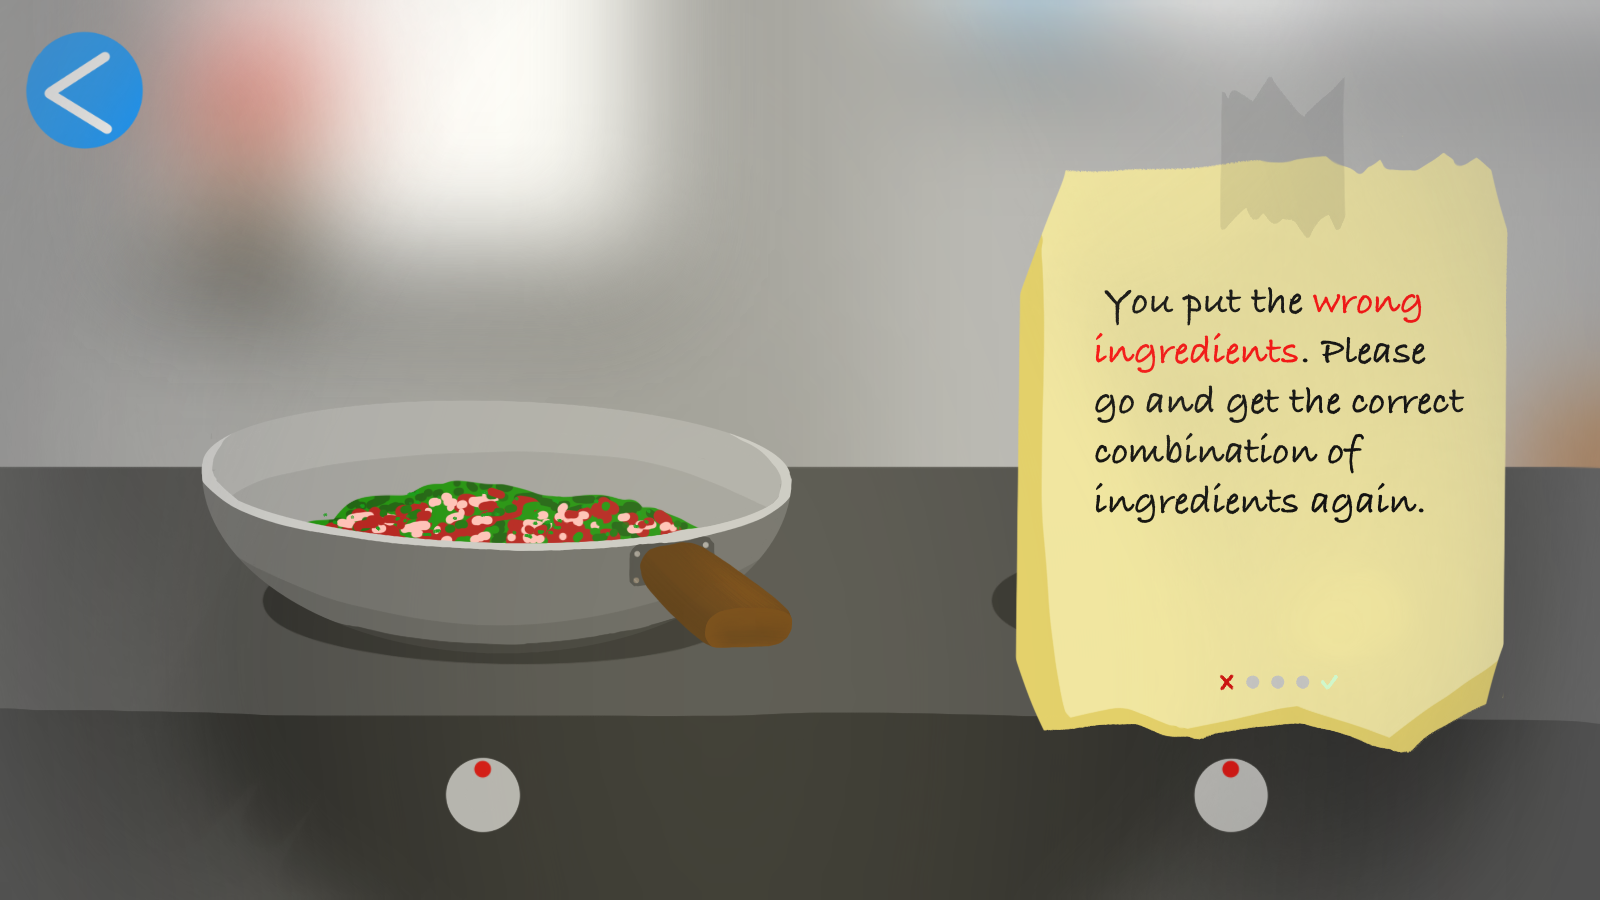 You put the wrong
ingredients. Please
go and get the correct
combination of
ingredients again.